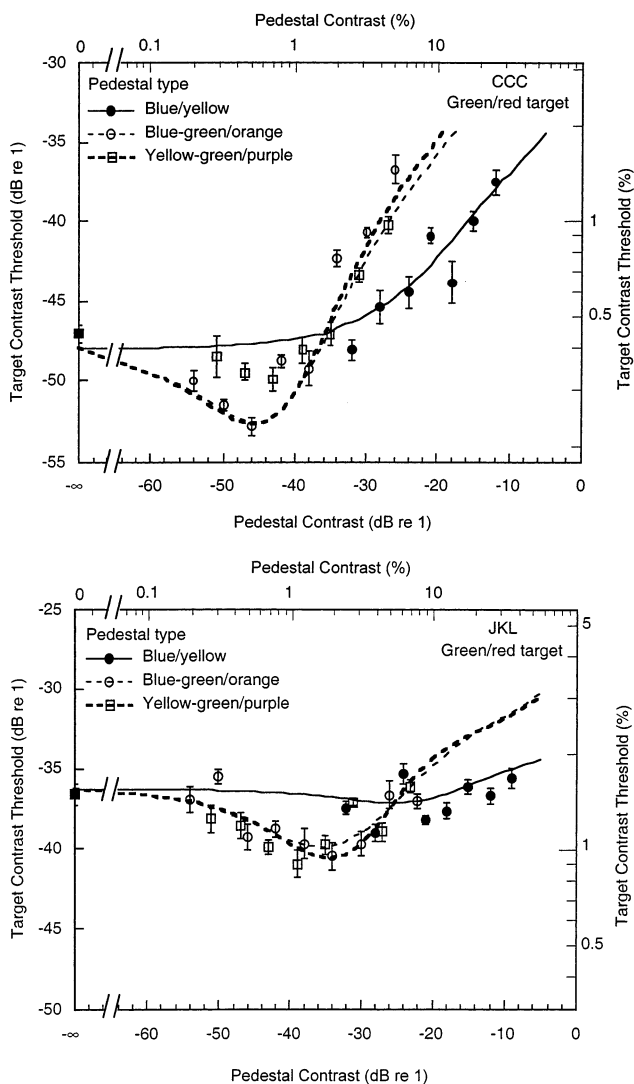 Pedestal Contrast (%)
0 0.1 1 10
-30
Pedestal type
Blue/yellow
Blue-green/orange
Yellow-green/purple
CCC
Green/red target
-35
-40
-45
-50
-55
1
0.5
Target Contrast Threshold (dB re 1)
Target Contrast Threshold (%)
-∞ -60 -50 -40 -30 -20 -10 0
Pedestal Contrast (dB re 1)
Pedestal Contrast (%)
0 0.1 1 10
-25
Pedestal type
Blue/yellow
Blue-green/orange
Yellow-green/purple
JKL
Green/red target
-30
-35
-40
-45
-50
5
1
0.5
Target Contrast Threshold (dB re 1)
Target Contrast Threshold (%)
-∞ -60 -50 -40 -30 -20 -10 0
Pedestal Contrast (dB re 1)